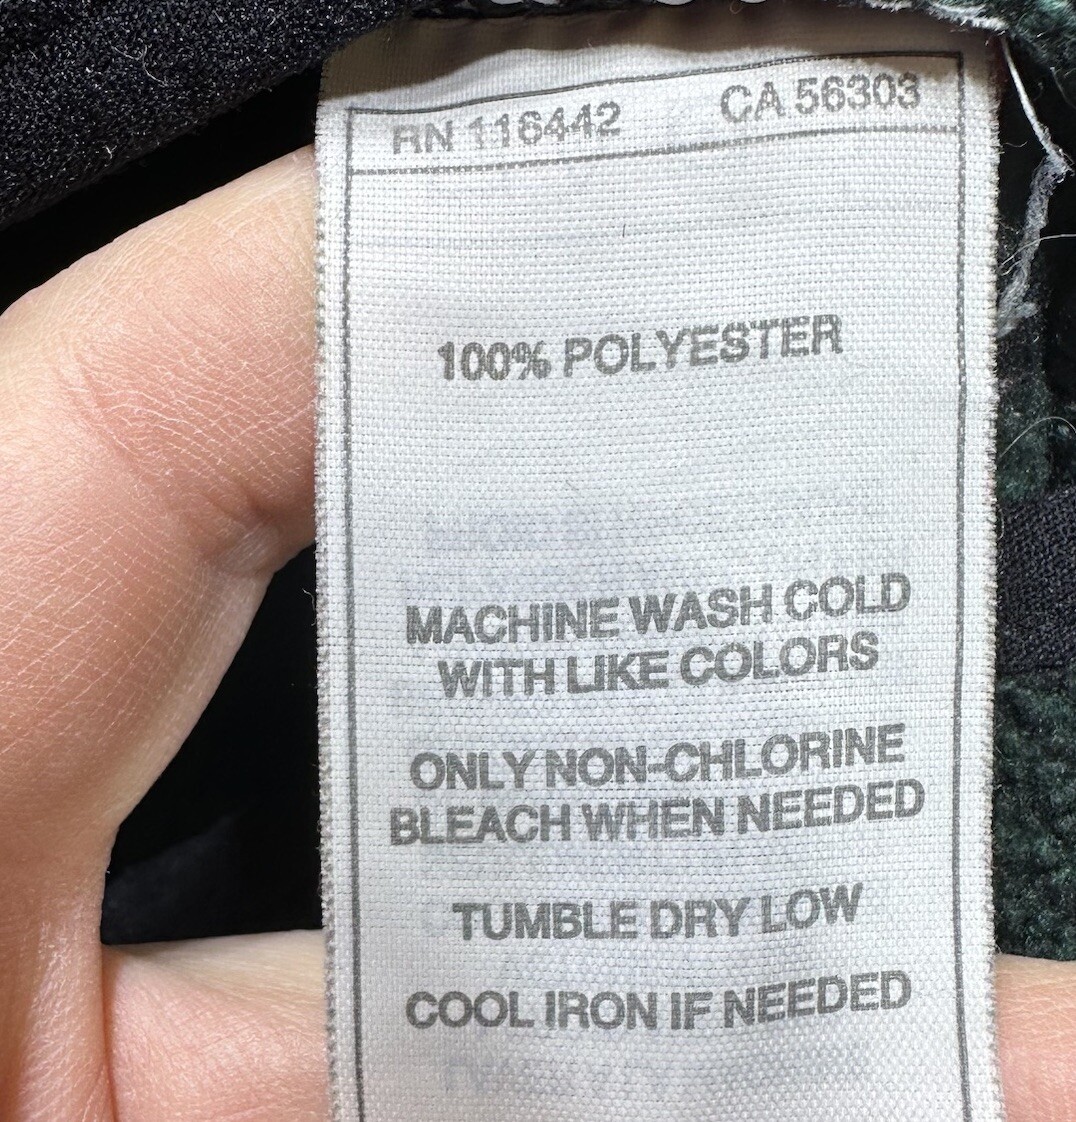 RN 116442 CA 56303
100% POLYESTER
MACHINE WASH COLD
WITH LIKE COLORS
ONLY NON-CHLORINE
BLEACH WHEN NEEDED
TUMBLE DRY LOW
COOL IRON IF NEEDED